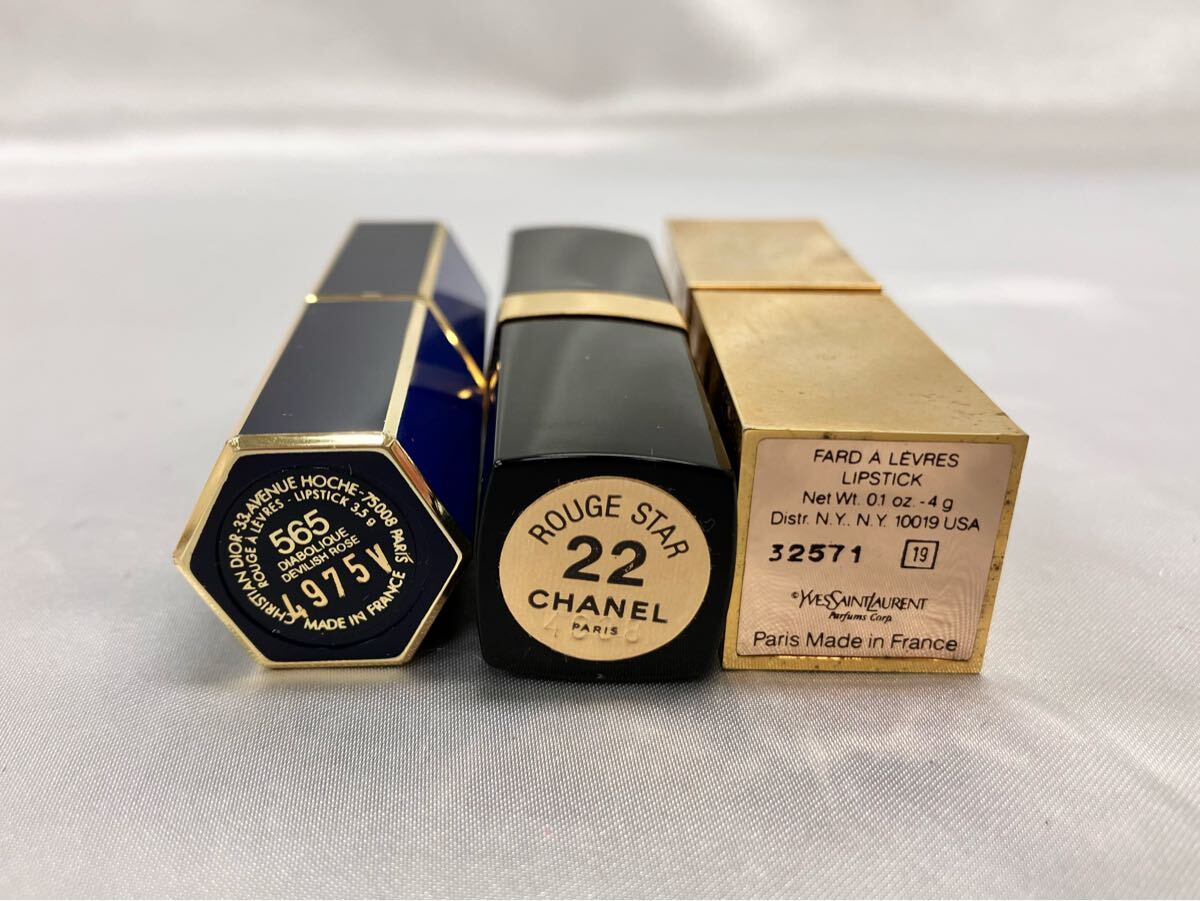 CHRISTIAN DIOR-33,AVENUE HOCHE-75008 PARIS
ROUGE À LÈVRES - LIPSTICK 3,5 g
565
DIABOLIQUE
DEVILISH ROSE
4975V
MADE IN FRANCE
ROUGE STAR
22
CHANEL
PARIS
FARD À LÈVRES
LIPSTICK
Net Wt. 0.1 oz. - 4 g
Distr. N.Y., N.Y. 10019 USA
32571 19
©YVESSAINTLAURENT
Parfums Corp.
Paris Made in France